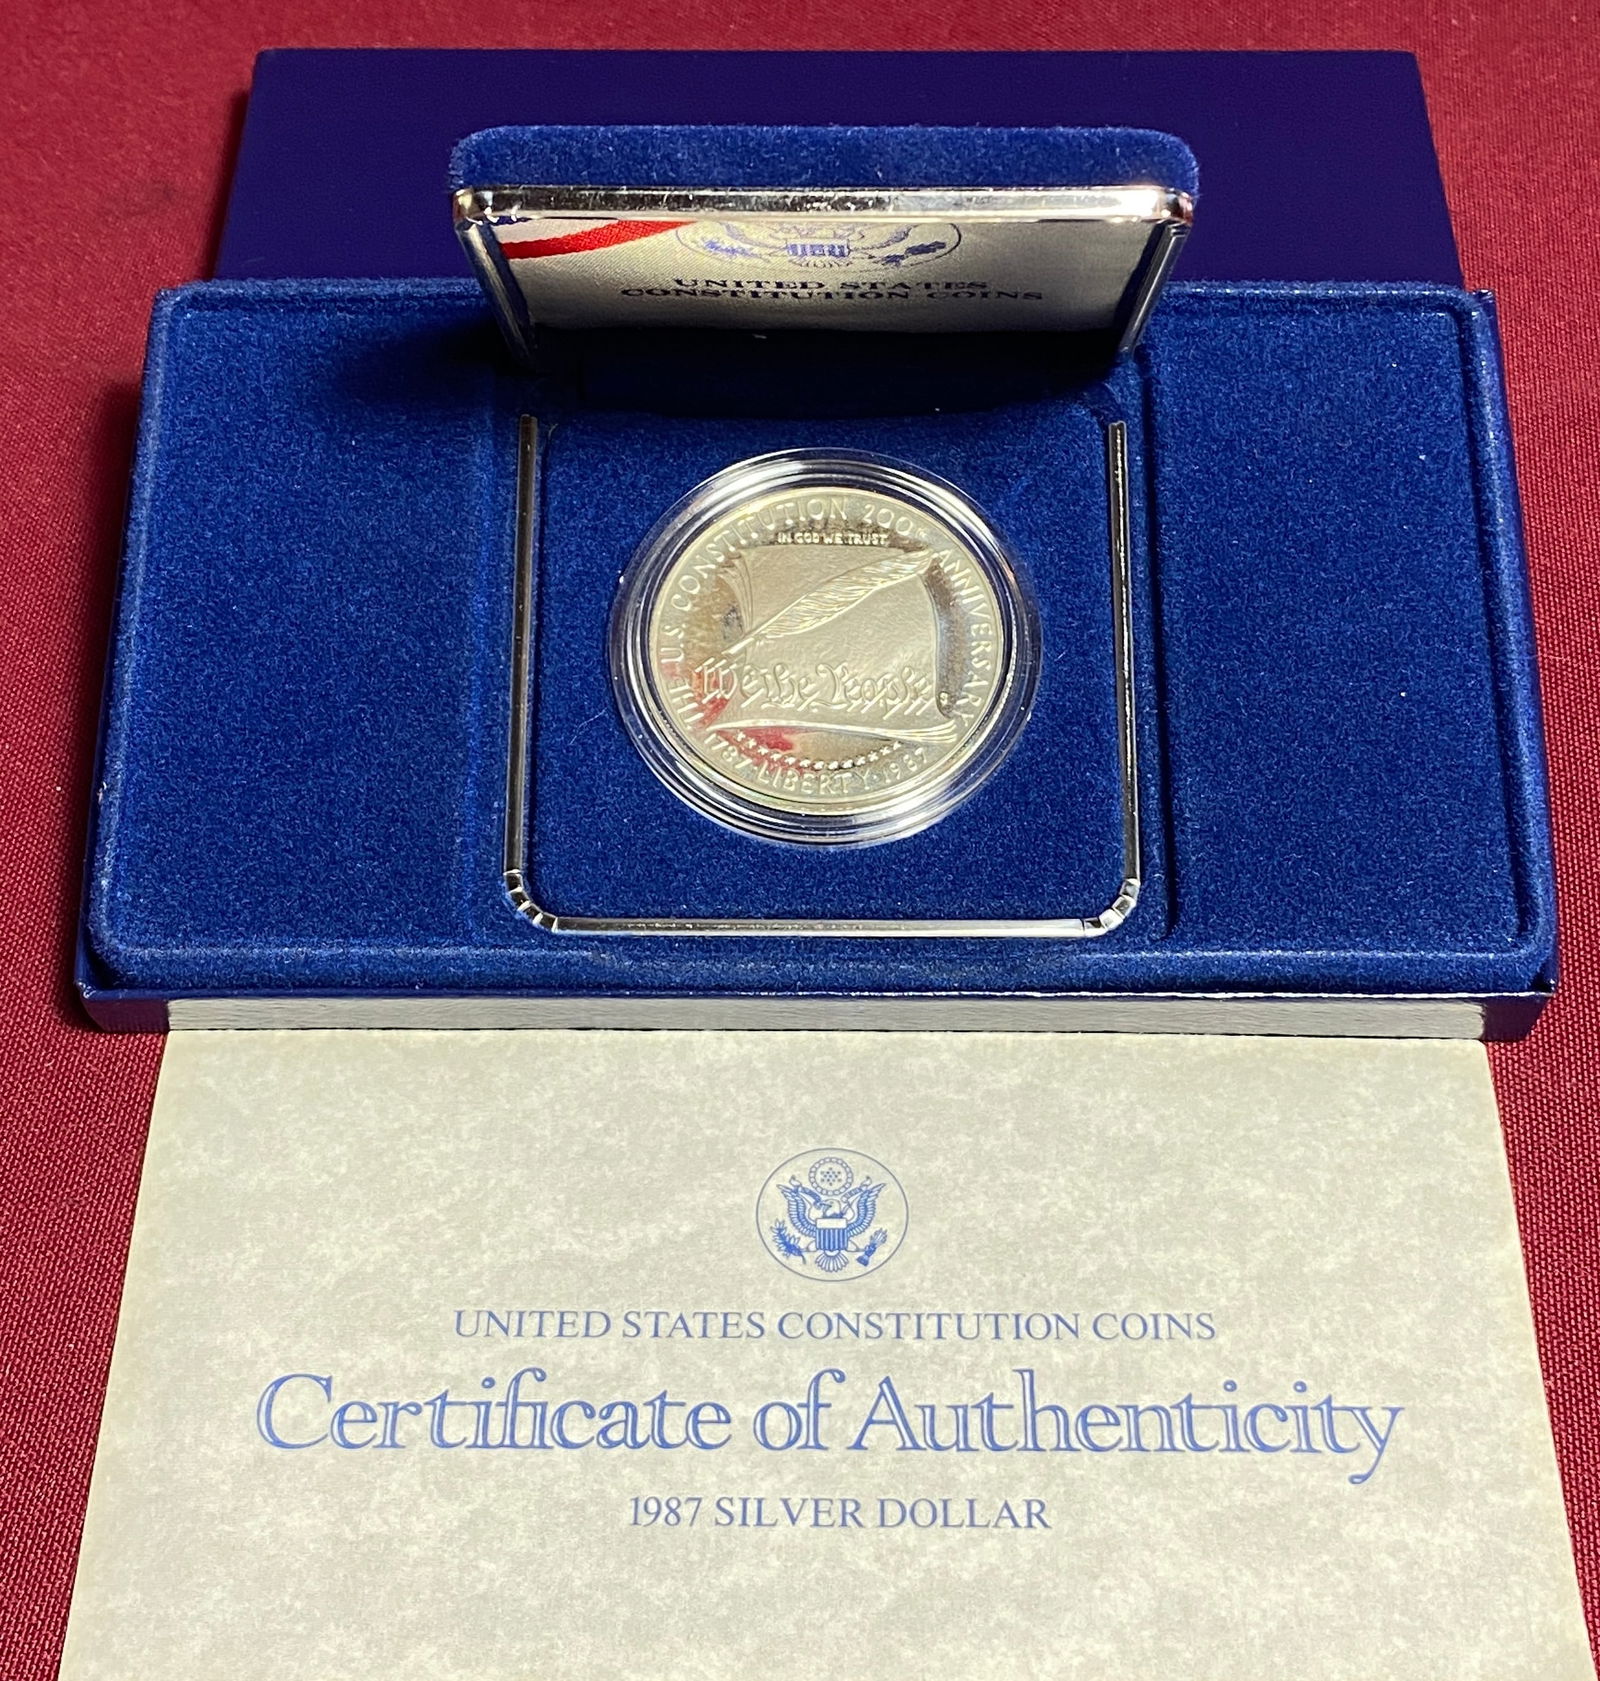 UNITED STATES
CONSTITUTION COINS
THE U.S. CONSTITUTION 200TH ANNIVERSARY
IN GOD WE TRUST
We the People
S
1787·LIBERTY·1987
UNITED STATES CONSTITUTION COINS
Certificate of Authenticity
1987 SILVER DOLLAR